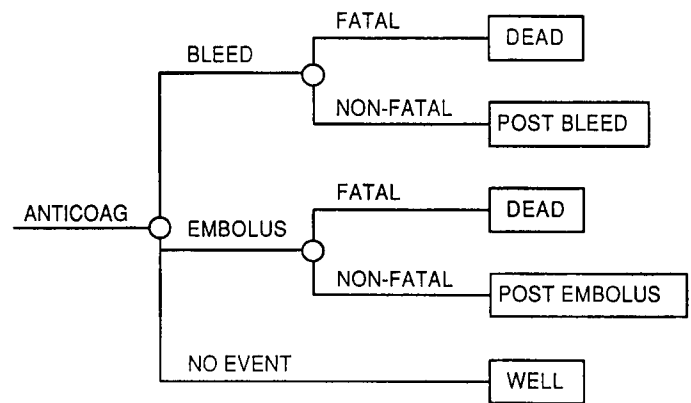 FATAL
DEAD
BLEED
NON-FATAL
POST BLEED
ANTICOAG
EMBOLUS
FATAL
DEAD
NON-FATAL
POST EMBOLUS
NO EVENT
WELL